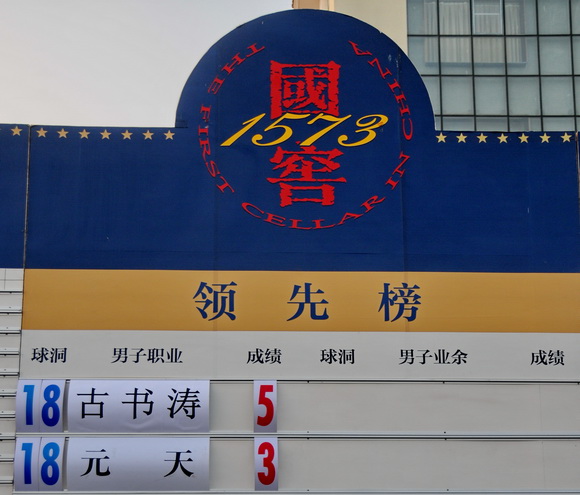 THE FIRST CELLAR IN CHINA
國
1573
窖
领先榜
球洞 男子职业 成绩 球洞 男子业余 成绩
18 古书涛 5
18 元天 3